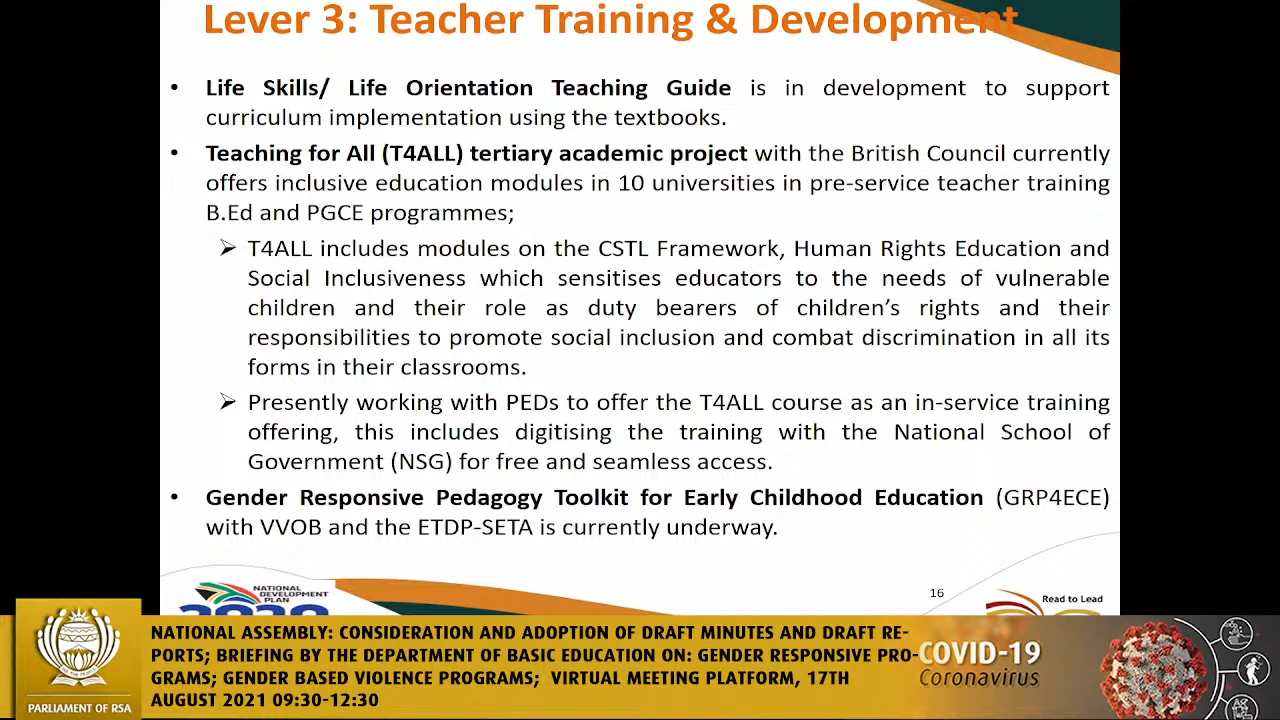 Lever 3: Teacher Training & Development
• Life Skills/ Life Orientation Teaching Guide is in development to support
curriculum implementation using the textbooks.
• Teaching for All (T4ALL) tertiary academic project with the British Council currently
offers inclusive education modules in 10 universities in pre-service teacher training
B.Ed and PGCE programmes;
➢ T4ALL includes modules on the CSTL Framework, Human Rights Education and
Social Inclusiveness which sensitises educators to the needs of vulnerable
children and their role as duty bearers of children’s rights and their
responsibilities to promote social inclusion and combat discrimination in all its
forms in their classrooms.
➢ Presently working with PEDs to offer the T4ALL course as an in-service training
offering, this includes digitising the training with the National School of
Government (NSG) for free and seamless access.
• Gender Responsive Pedagogy Toolkit for Early Childhood Education (GRP4ECE)
with VVOB and the ETDP-SETA is currently underway.
NATIONAL
DEVELOPMENT
PLAN
2030
16
Read to Lead
PARLIAMENT OF RSA
NATIONAL ASSEMBLY: CONSIDERATION AND ADOPTION OF DRAFT MINUTES AND DRAFT RE-
PORTS; BRIEFING BY THE DEPARTMENT OF BASIC EDUCATION ON: GENDER RESPONSIVE PRO-
GRAMS; GENDER BASED VIOLENCE PROGRAMS; VIRTUAL MEETING PLATFORM, 17TH
AUGUST 2021 09:30-12:30
COVID-19
Coronavirus